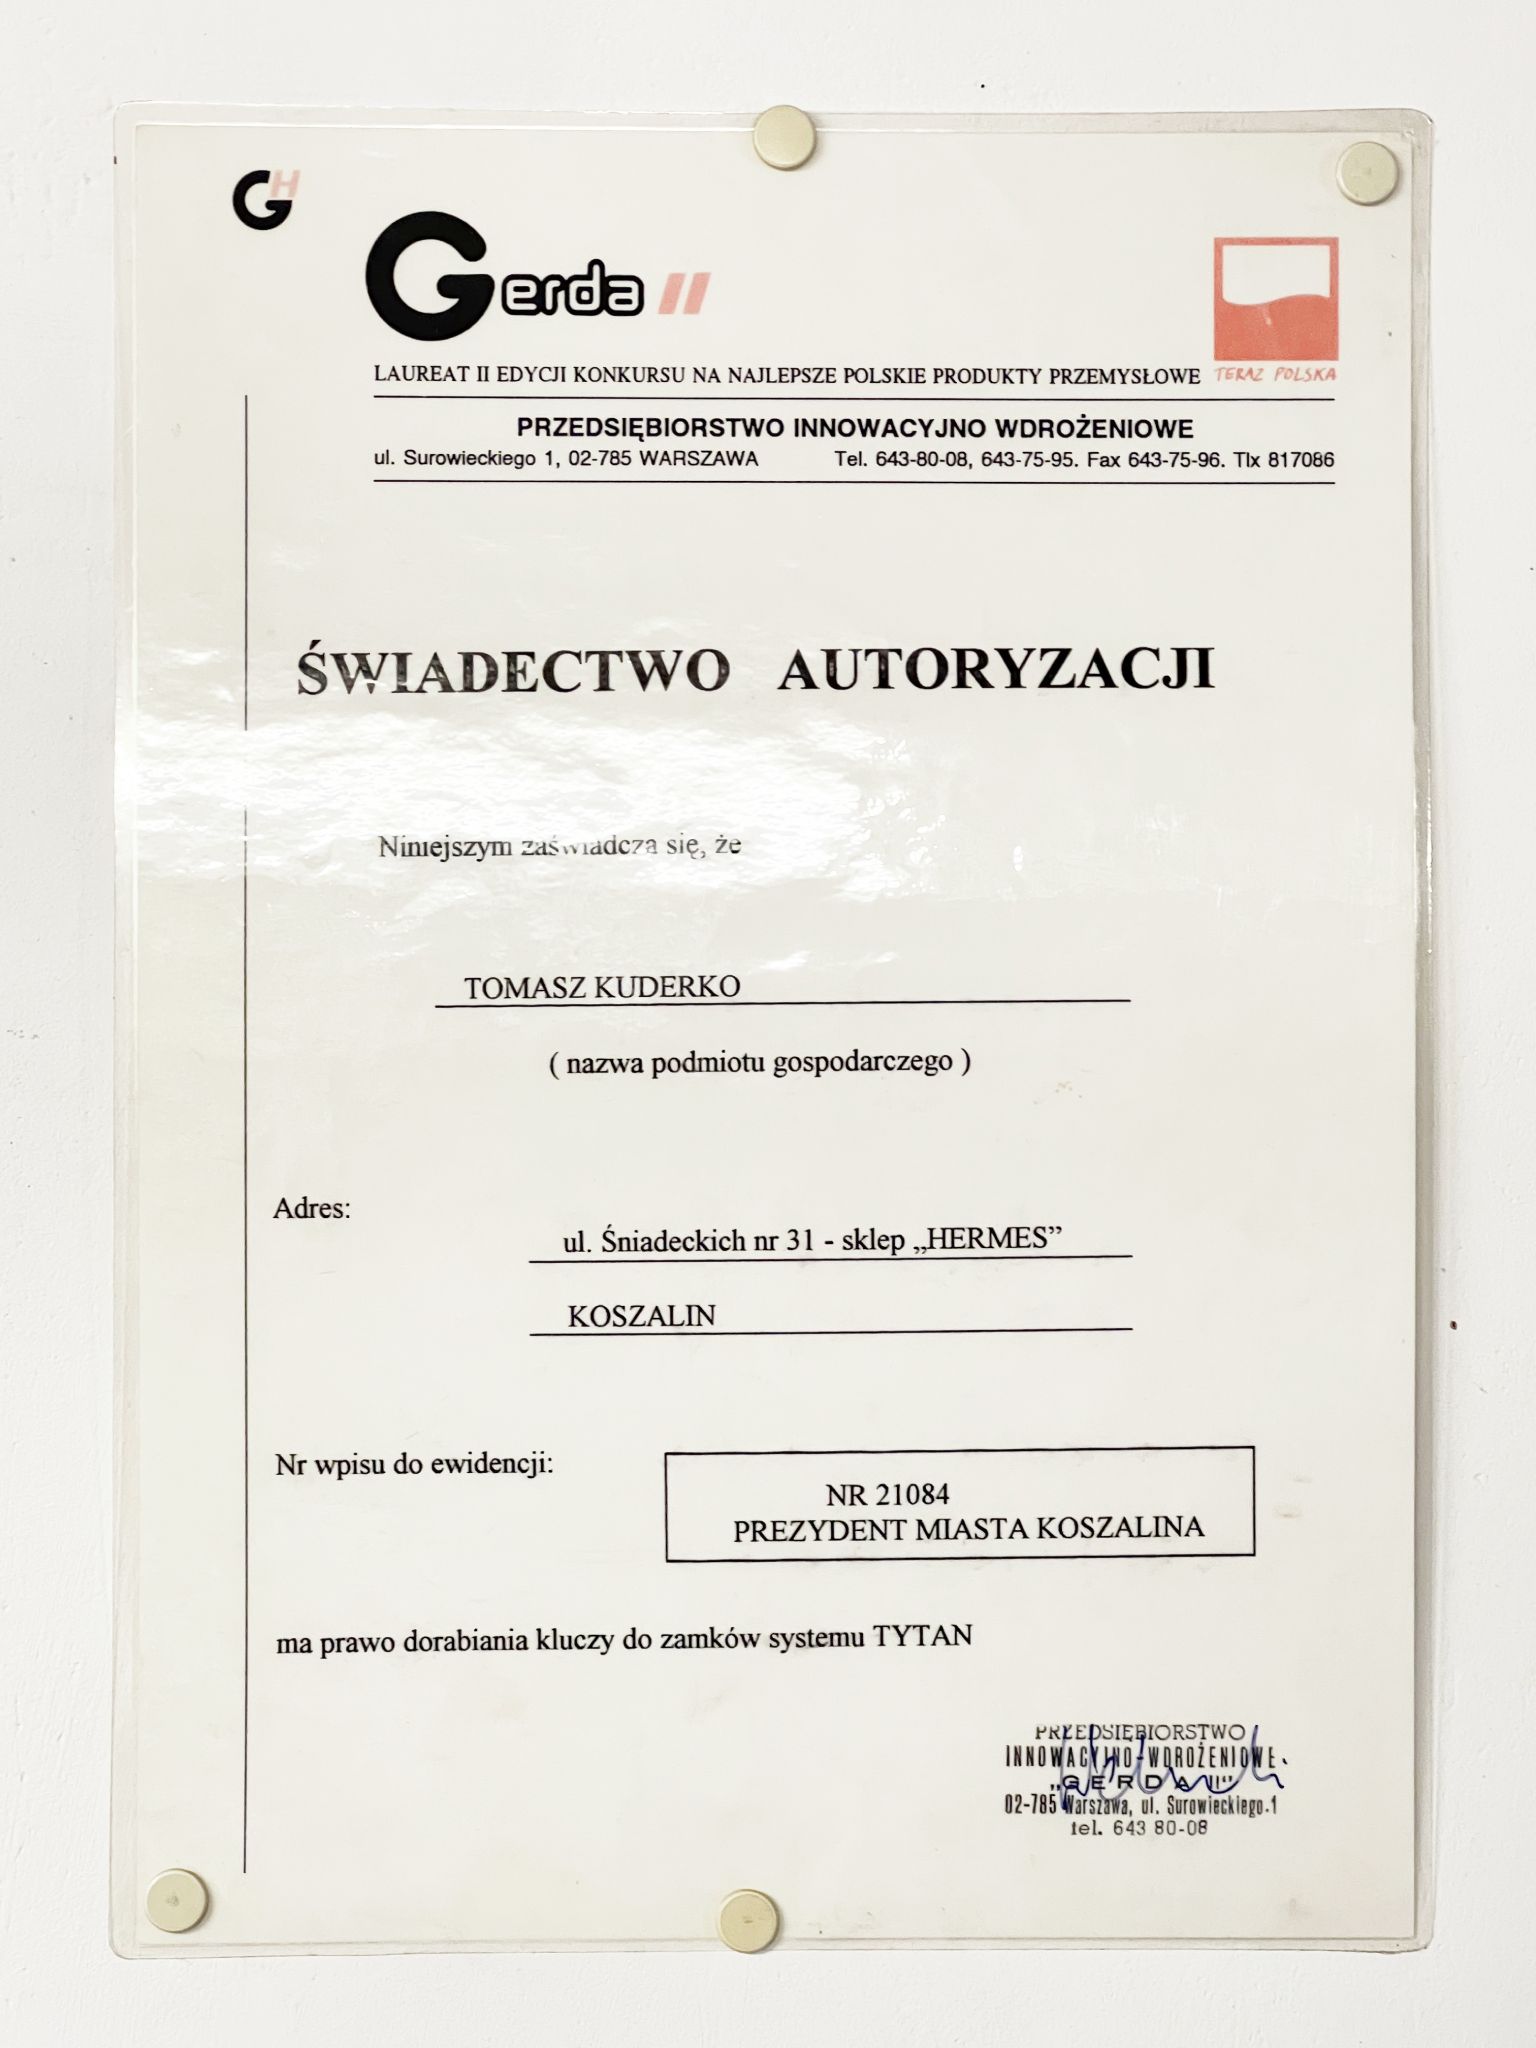 GH
Gerda II
LAUREAT II EDYCJI KONKURSU NA NAJLEPSZE POLSKIE PRODUKTY PRZEMYSŁOWE
TERAZ POLSKA
PRZEDSIĘBIORSTWO INNOWACYJNO WDROŻENIOWE
ul. Surowieckiego 1, 02-785 WARSZAWA Tel. 643-80-08, 643-75-95. Fax 643-75-96. Tlx 817086
ŚWIADECTWO AUTORYZACJI
Niniejszym zaświadcza się, że
TOMASZ KUDERKO
( nazwa podmiotu gospodarczego )
Adres:
ul. Śniadeckich nr 31 - sklep „HERMES”
KOSZALIN
Nr wpisu do ewidencji:
NR 21084
PREZYDENT MIASTA KOSZALINA
ma prawo dorabiania kluczy do zamków systemu TYTAN
PRZEDSIĘBIORSTWO
INNOWACYJNO-WDROŻENIOWE
„GERDA II"
02-785 Warszawa, ul. Surowieckiego 1
tel. 643 80-08